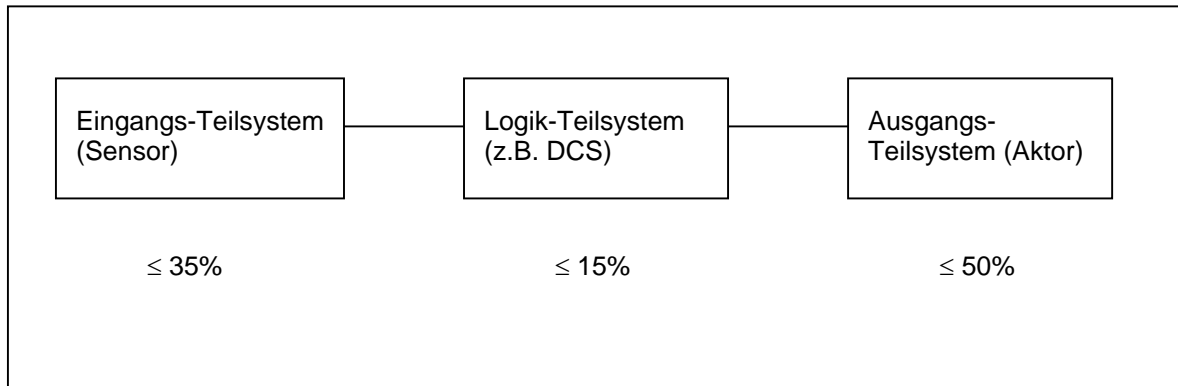 Eingangs-Teilsystem
(Sensor)
Logik-Teilsystem
(z.B. DCS)
Ausgangs-
Teilsystem (Aktor)
≤ 35%
≤ 15%
≤ 50%